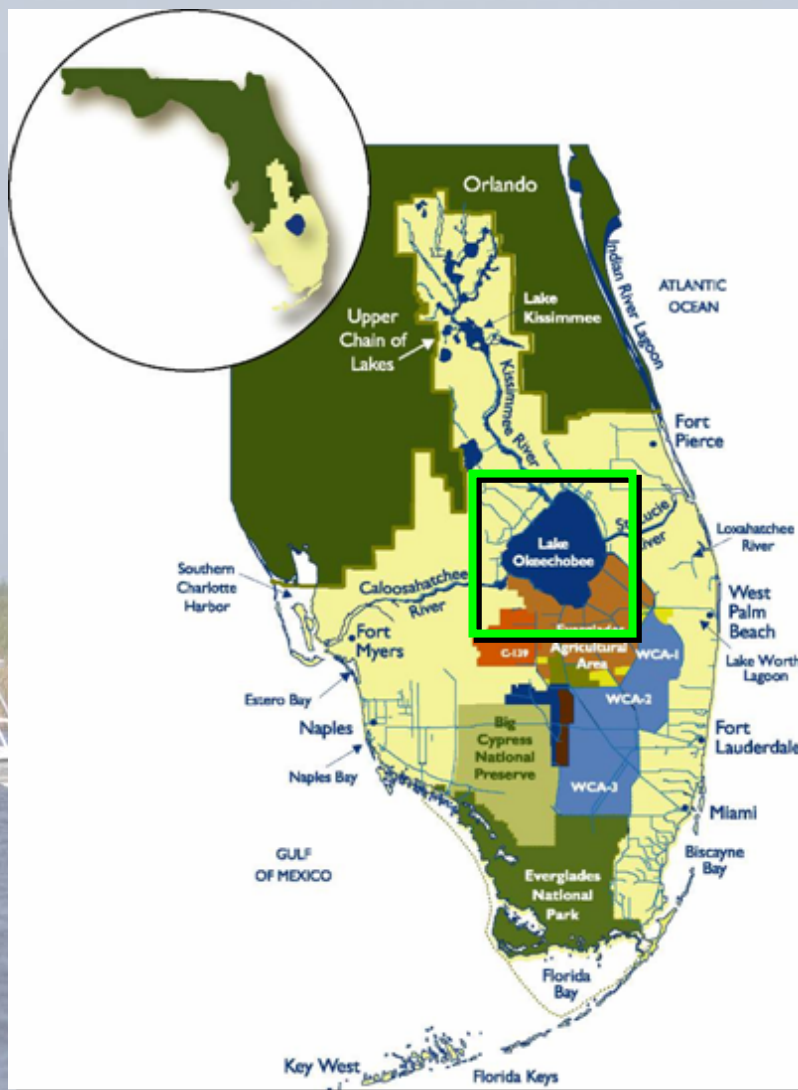 Orlando
Indian River Lagoon
ATLANTIC
OCEAN
Lake
Kissimmee
Upper
Chain of
Lakes
Kissimmee
River
Fort
Pierce
St. Lucie
River
Lake
Okeechobee
Loxahatchee
River
Southern
Charlotte
Harbor
Caloosahatchee
River
Fort
Myers
West
Palm
Beach
Everglades
Agricultural
Area
C-139
WCA-1
Lake Worth
Lagoon
Estero Bay
WCA-2
Naples
Big
Cypress
National
Preserve
Fort
Lauderdale
Naples Bay
WCA-3
Miami
GULF
OF MEXICO
Biscayne
Bay
Everglades
National
Park
Florida
Bay
Key West
Florida Keys